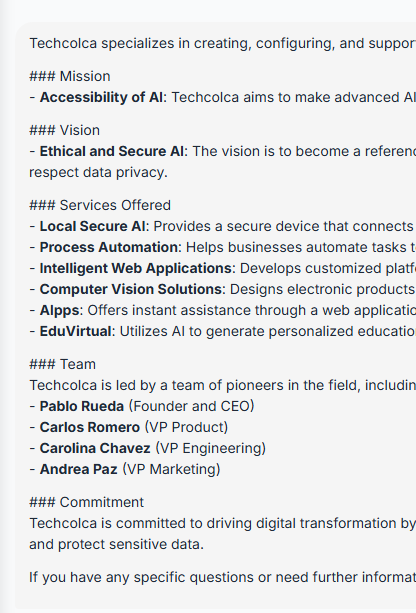 Techcolca specializes in creating, configuring, and suppor
### Mission
- Accessibility of AI: Techcolca aims to make advanced AI
### Vision
- Ethical and Secure AI: The vision is to become a referenc
respect data privacy.
### Services Offered
- Local Secure AI: Provides a secure device that connects
- Process Automation: Helps businesses automate tasks t
- Intelligent Web Applications: Develops customized platf
- Computer Vision Solutions: Designs electronic products
- AIpps: Offers instant assistance through a web applicatio
- EduVirtual: Utilizes AI to generate personalized educatio
### Team
Techcolca is led by a team of pioneers in the field, includin
- Pablo Rueda (Founder and CEO)
- Carlos Romero (VP Product)
- Carolina Chavez (VP Engineering)
- Andrea Paz (VP Marketing)
### Commitment
Techcolca is committed to driving digital transformation by
and protect sensitive data.
If you have any specific questions or need further informat